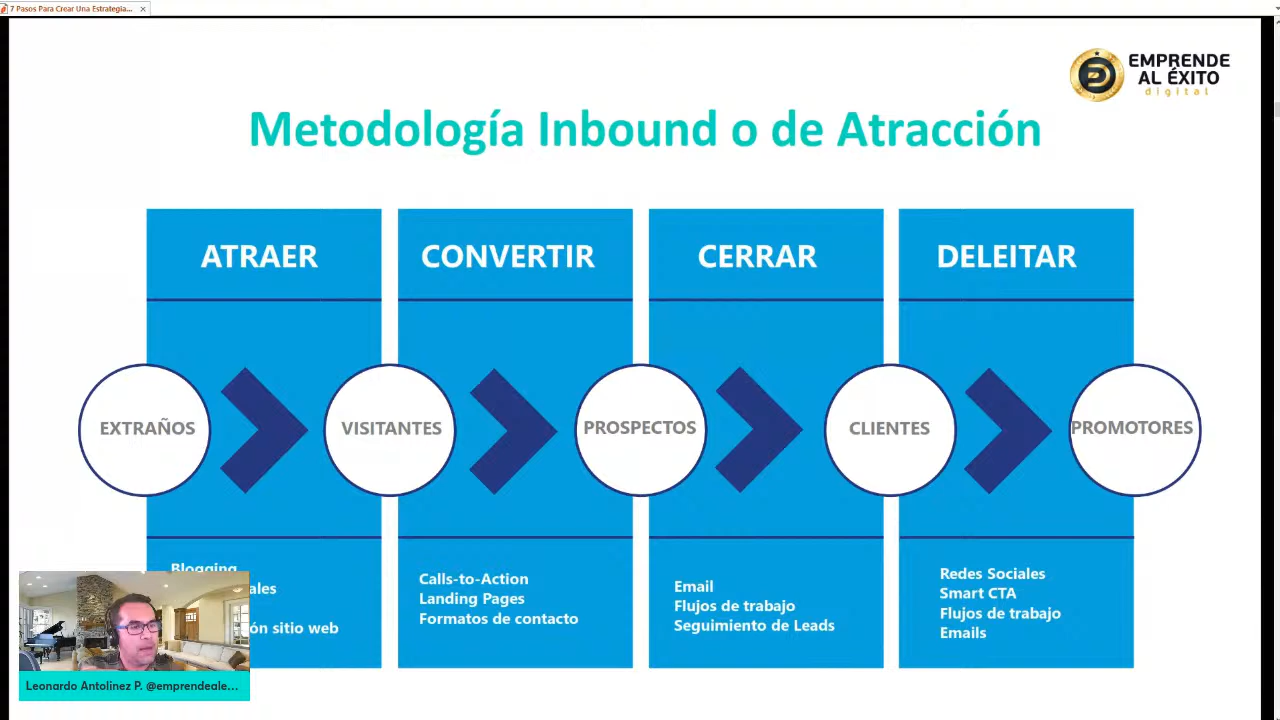 7 Pasos Para Crear Una Estrategia...
EMPRENDE
AL ÉXITO
digital
Metodología Inbound o de Atracción
ATRAER
CONVERTIR
CERRAR
DELEITAR
EXTRAÑOS
VISITANTES
PROSPECTOS
CLIENTES
PROMOTORES
Blogging
ales
ón sitio web
Calls-to-Action
Landing Pages
Formatos de contacto
Email
Flujos de trabajo
Seguimiento de Leads
Redes Sociales
Smart CTA
Flujos de trabajo
Emails
Leonardo Antolinez P. @emprendeale...